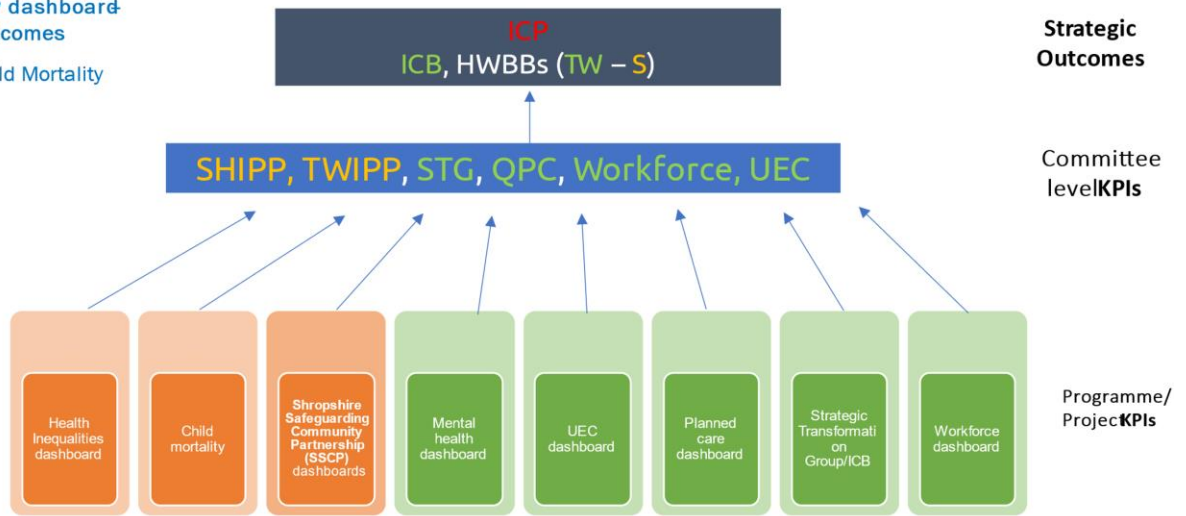 dashboard
comes
Mortality
ICP
ICB, HWBBs (TW – S)
Strategic
Outcomes
SHIPP, TWIPP, STG, QPC, Workforce, UEC
Committee
levelKPIs
Health
Inequalities
dashboard
Child
mortality
Shropshire
Safeguarding
Community
Partnership
(SSCP)
dashboards
Mental
health
dashboard
UEC
dashboard
Planned
care
dashboard
Strategic
Transformati
on
Group/ICB
Workforce
dashboard
Programme/
ProjectKPIs